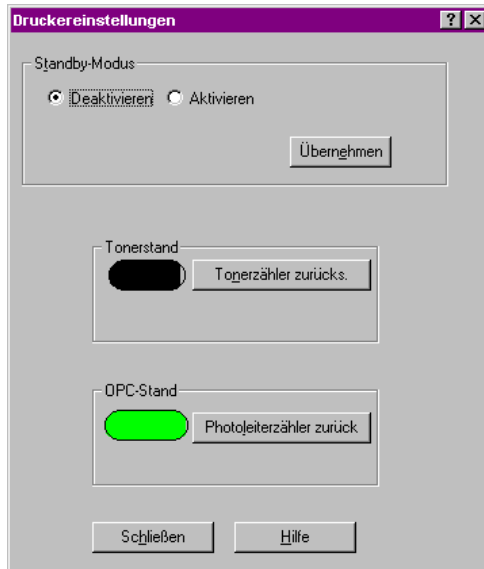 Druckereinstellungen
Standby-Modus
Deaktivieren Aktivieren
Übernehmen
Tonerstand
Tonerzähler zurücks.
OPC-Stand
Photoleiterzähler zurück
Schließen Hilfe